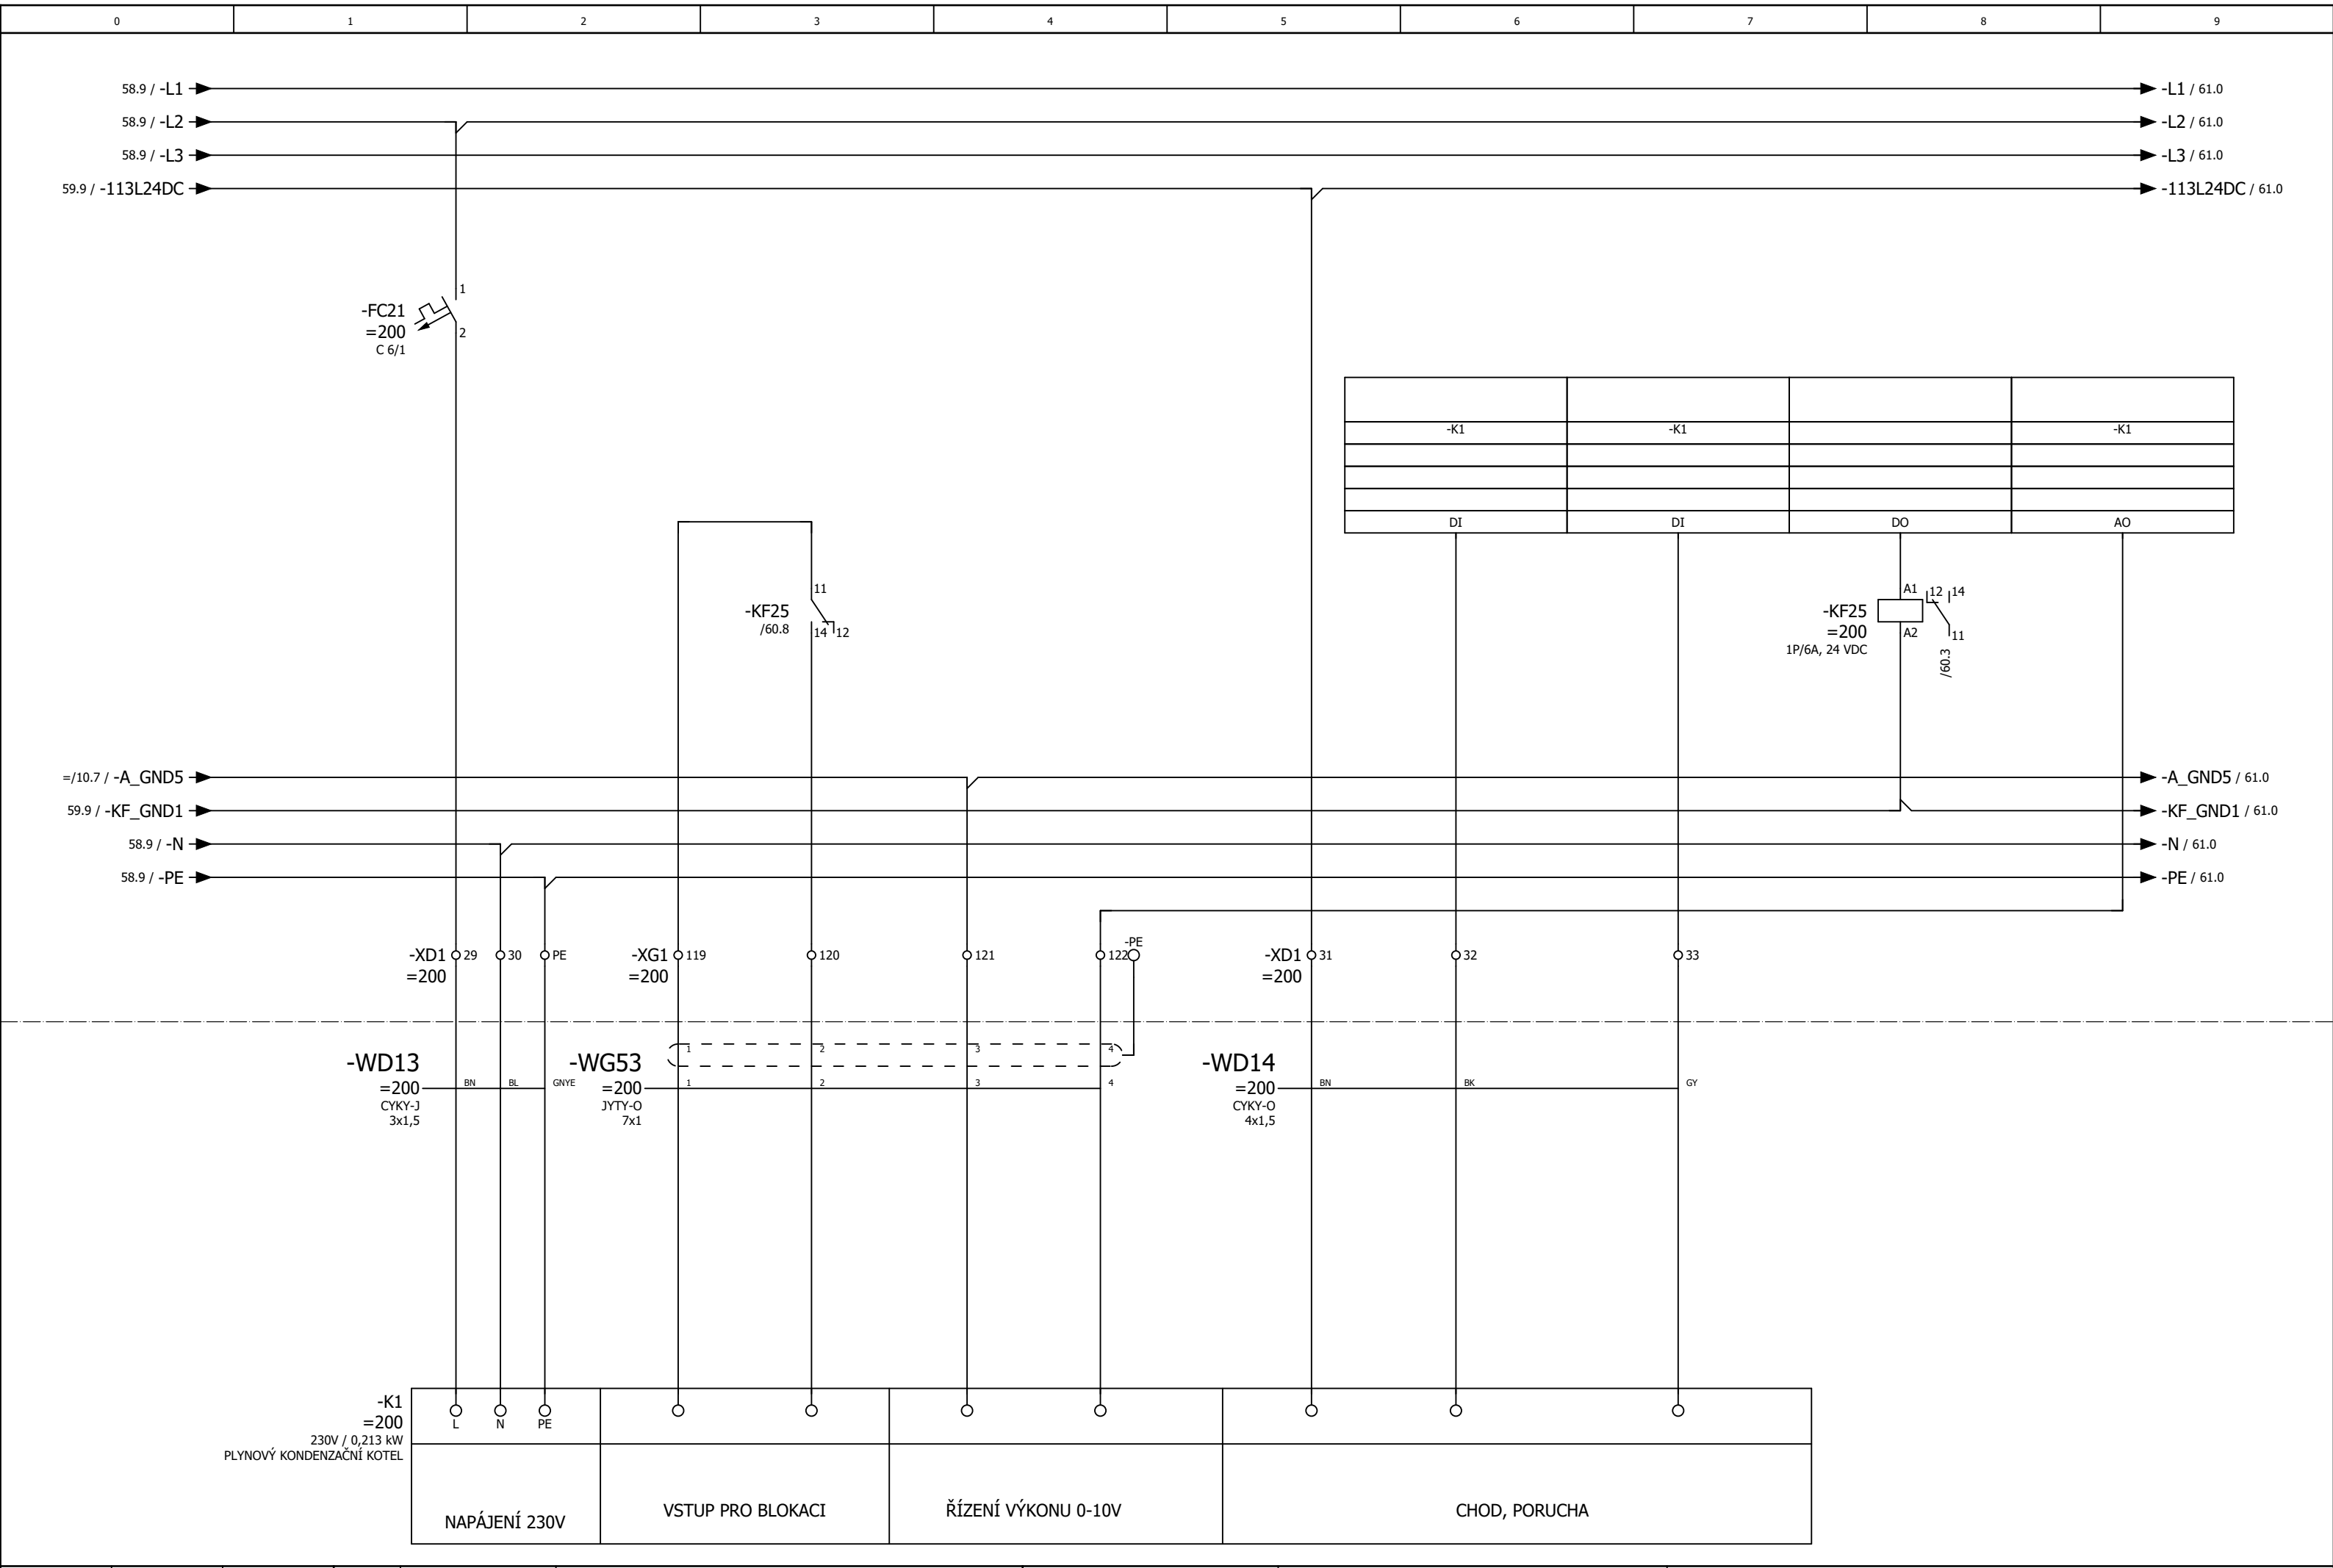 0 1 2 3 4 5 6 7 8 9
58.9 / -L1
-L1 / 61.0
58.9 / -L2
-L2 / 61.0
58.9 / -L3
-L3 / 61.0
59.9 / -113L24DC
-113L24DC / 61.0
1
-FC21
=200
C 6/1
2
-K1 -K1 -K1
DI DI DO AO
11
-KF25
/60.8
14 12
A1 12 14
-KF25
=200
1P/6A, 24 VDC
A2 11
/60.3
=/10.7 / -A_GND5
-A_GND5 / 61.0
59.9 / -KF_GND1
-KF_GND1 / 61.0
58.9 / -N
-N / 61.0
58.9 / -PE
-PE / 61.0
-PE
-XD1 29 30 PE
=200
-XG1 119 120 121 122
=200
-XD1 31 32 33
=200
1 2 3 4
-WD13
=200
CYKY-J
3x1,5
BN BL GNYE
-WG53
=200
JYTY-O
7x1
1 2 3 4
-WD14
=200
CYKY-O
4x1,5
BN BK GY
-K1
=200
230V / 0,213 kW
PLYNOVÝ KONDENZAČNÍ KOTEL
L N PE
NAPÁJENÍ 230V
VSTUP PRO BLOKACI
ŘÍZENÍ VÝKONU 0-10V
CHOD, PORUCHA